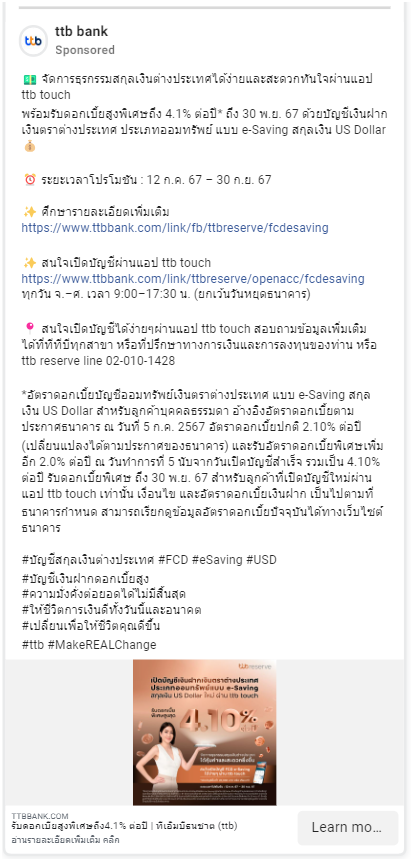 ttb bank
Sponsored
💵 จัดการธุรกรรมสกุลเงินต่างประเทศได้ง่ายและสะดวกทันใจผ่านแอป
ttb touch
พร้อมรับดอกเบี้ยสูงพิเศษถึง 4.1% ต่อปี* ถึง 30 พ.ย. 67 ด้วยบัญชีเงินฝาก
เงินตราต่างประเทศ ประเภทออมทรัพย์ แบบ e-Saving สกุลเงิน US Dollar
💰
⏰ ระยะเวลาโปรโมชัน : 12 ก.ค. 67 – 30 ก.ย. 67
✨ ศึกษารายละเอียดเพิ่มเติม
https://www.ttbbank.com/link/fb/ttbreserve/fcdesaving
✨ สนใจเปิดบัญชีผ่านแอป ttb touch
https://www.ttbbank.com/link/ttbreserve/openacc/fcdesaving
ทุกวัน จ.–ศ. เวลา 9:00–17:30 น. (ยกเว้นวันหยุดธนาคาร)
📍 สนใจเปิดบัญชีได้ง่ายๆผ่านแอป ttb touch สอบถามข้อมูลเพิ่มเติม
ได้ที่ทีทีบีทุกสาขา หรือที่ปรึกษาทางการเงินและการลงทุนของท่าน หรือ
ttb reserve line 02-010-1428
*อัตราดอกเบี้ยบัญชีออมทรัพย์เงินตราต่างประเทศ แบบ e-Saving สกุล
เงิน US Dollar สำหรับลูกค้าบุคคลธรรมดา อ้างอิงอัตราดอกเบี้ยตาม
ประกาศธนาคาร ณ วันที่ 5 ก.ค. 2567 อัตราดอกเบี้ยปกติ 2.10% ต่อปี
(เปลี่ยนแปลงได้ตามประกาศของธนาคาร) และรับอัตราดอกเบี้ยพิเศษเพิ่ม
อีก 2.0% ต่อปี ณ วันทำการที่ 5 นับจากวันเปิดบัญชีสำเร็จ รวมเป็น 4.10%
ต่อปี รับดอกเบี้ยพิเศษ ถึง 30 พ.ย. 67 สำหรับลูกค้าที่เปิดบัญชีใหม่ผ่าน
แอป ttb touch เท่านั้น เงื่อนไข และอัตราดอกเบี้ยเงินฝาก เป็นไปตามที่
ธนาคารกำหนด สามารถเรียกดูข้อมูลอัตราดอกเบี้ยปัจจุบันได้ทางเว็บไซต์
ธนาคาร
#บัญชีสกุลเงินต่างประเทศ #FCD #eSaving #USD
#บัญชีเงินฝากดอกเบี้ยสูง
#ความมั่งคั่งต่อยอดได้ไม่มีสิ้นสุด
#ให้ชีวิตการเงินดีทั้งวันนี้และอนาคต
#เปลี่ยนเพื่อให้ชีวิตคุณดีขึ้น
#ttb #MakeREALChange
ttb reserve
เปิดบัญชีเงินฝากเงินตราต่างประเทศ
ประเภทออมทรัพย์แบบ e-Saving
สกุลเงิน US Dollar ใหม่ ผ่าน ttb touch
รับดอกเบี้ย
พิเศษสูงสุด
4.10%
TTBBANK.COM
รับดอกเบี้ยสูงพิเศษถึง4.1% ต่อปี | ทีเอ็มบีธนชาต (ttb)
อ่านรายละเอียดเพิ่มเติม คลิก
Learn mo…